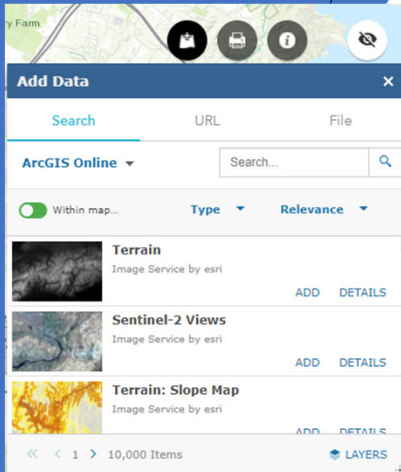 ry Farm
Add Data ×
Search URL File
ArcGIS Online Search...
Within map... Type Relevance
Terrain
Image Service by esri
ADD DETAILS
Sentinel-2 Views
Image Service by esri
ADD DETAILS
Terrain: Slope Map
Image Service by esri
ADD DETAILS
« < 1 > 10,000 Items LAYERS